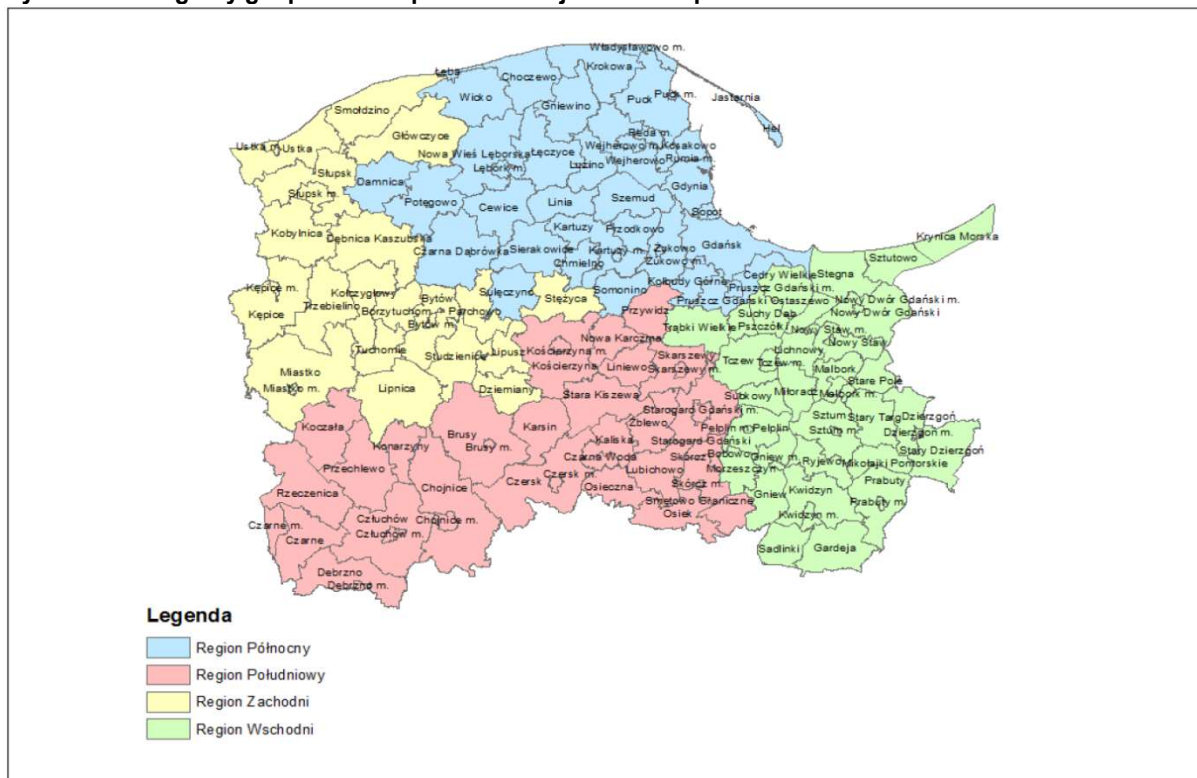 Władysławowo m.
Łeba
Choczewo
Krokowa
Wicko
Gniewino
Puck
Puck m.
Jastarnia
Hel
Smołdzino
Główczyce
Nowa Wieś Lęborska
Łęczyce
Reda m.
Wejherowo m.
Kosakowo
Ustka m.
Ustka
Lębork m.
Luzino
Wejherowo
Rumia m.
Słupsk
Damnica
Słupsk m.
Potęgowo
Cewice
Linia
Szemud
Gdynia
Sopot
Kobylnica
Dębnica Kaszubska
Kartuzy
Przodkowo
Czarna Dąbrówka
Sierakowice
Kartuzy m.
Żukowo
Gdańsk
Krynica Morska
Chmielno
Żukowo m.
Sztutowo
Kępice m.
Kołczygłowy
Bytów
Sulęczyno
Stężyca
Somonino
Kolbudy Górne
Cedry Wielkie
Stegna
Pruszcz Gdański m.
Kępice
Trzebielino
Borzytuchom
Parchowo
Bytów m.
Przywidz
Pruszcz Gdański
Ostaszewo
Nowy Dwór Gdański m.
Suchy Dąb
Nowy Dwór Gdański
Trąbki Wielkie
Pszczółki
Nowy Staw m.
Tuchomie
Studzienice
Lipusz
Kościerzyna m.
Nowa Karczma
Lichnowy
Nowy Staw
Miastko
Kościerzyna
Liniewo
Skarszewy
Skarszewy m.
Tczew
Tczew m.
Malbork
Miastko m.
Lipnica
Dziemiany
Stara Kiszewa
Subkowy
Miłoradz
Malbork m.
Stare Pole
Koczała
Brusy
Karsin
Starogard Gdański m.
Sztum
Stary Targ
Dzierzgoń
Konarzyny
Brusy m.
Zblewo
Pelplin m.
Pelplin
Sztum m.
Dzierzgoń m.
Przechlewo
Kaliska
Starogard Gdański
Stary Dzierzgoń
Czarna Woda
Skórcz
Bobowo
Gniew m.
Ryjewo
Mikołajki Pomorskie
Rzeczenica
Chojnice
Czersk
Czersk m.
Lubichowo
Morzeszczyn
Prabuty
Osieczna
Skórcz m.
Gniew
Kwidzyn
Człuchów
Smętowo Graniczne
Prabuty m.
Czarne m.
Chojnice m.
Osiek
Kwidzyn m.
Czarne
Człuchów m.
Sadlinki
Gardeja
Debrzno
Debrzno m.
Legenda
Region Północny
Region Południowy
Region Zachodni
Region Wschodni